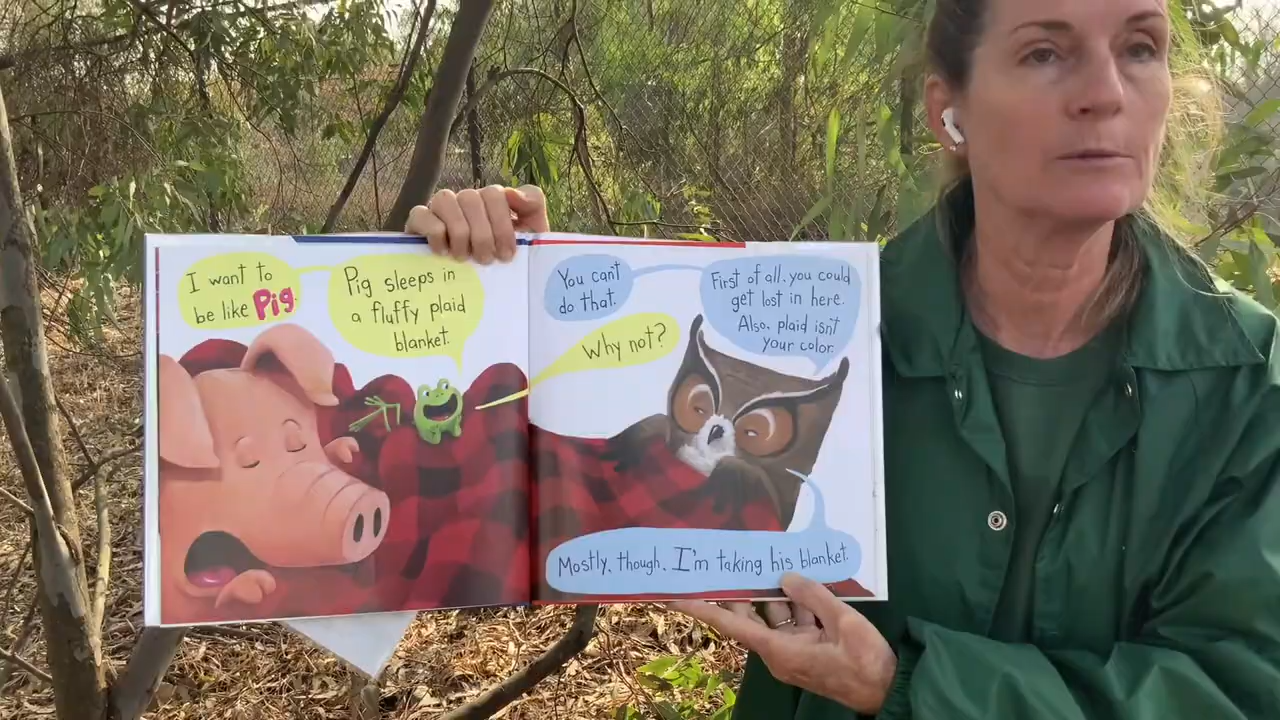 I want to
be like Pig.
Pig sleeps in
a fluffy plaid
blanket.
You can't
do that.
Why not?
First of all, you could
get lost in here.
Also, plaid isn't
your color.
Mostly, though, I'm taking his blanket.